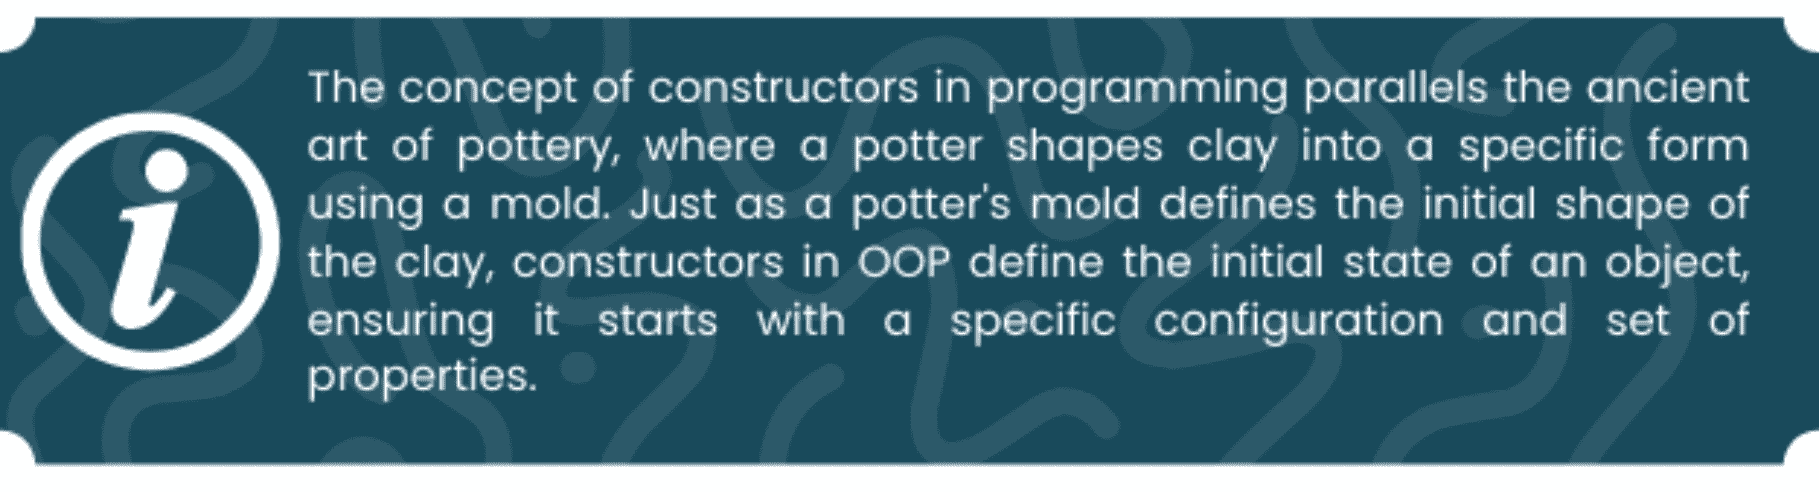 The concept of constructors in programming parallels the ancient
art of pottery, where a potter shapes clay into a specific form
using a mold. Just as a potter's mold defines the initial shape of
the clay, constructors in OOP define the initial state of an object,
ensuring it starts with a specific configuration and set of
properties.